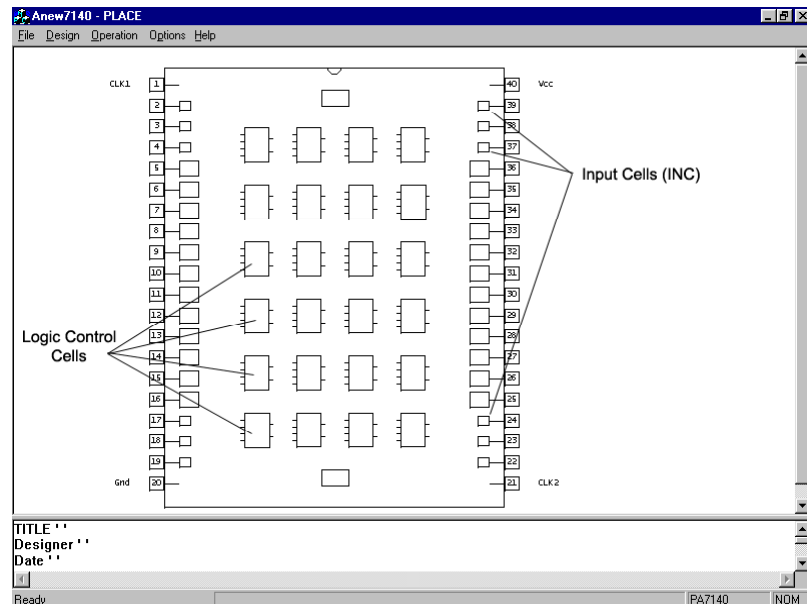 Anew7140 - PLACE
File Design Operation Options Help
CLK1 1 40 Vcc
2 39
3 38
4 37
5 36
6 35
7 34
8 33
9 32
10 31
11 30
12 29
13 28
14 27
15 26
16 25
17 24
18 23
19 22
Gnd 20 21 CLK2
Input Cells (INC)
Logic Control
Cells
TITLE ' '
Designer ' '
Date ' '
Ready PA7140 NOM